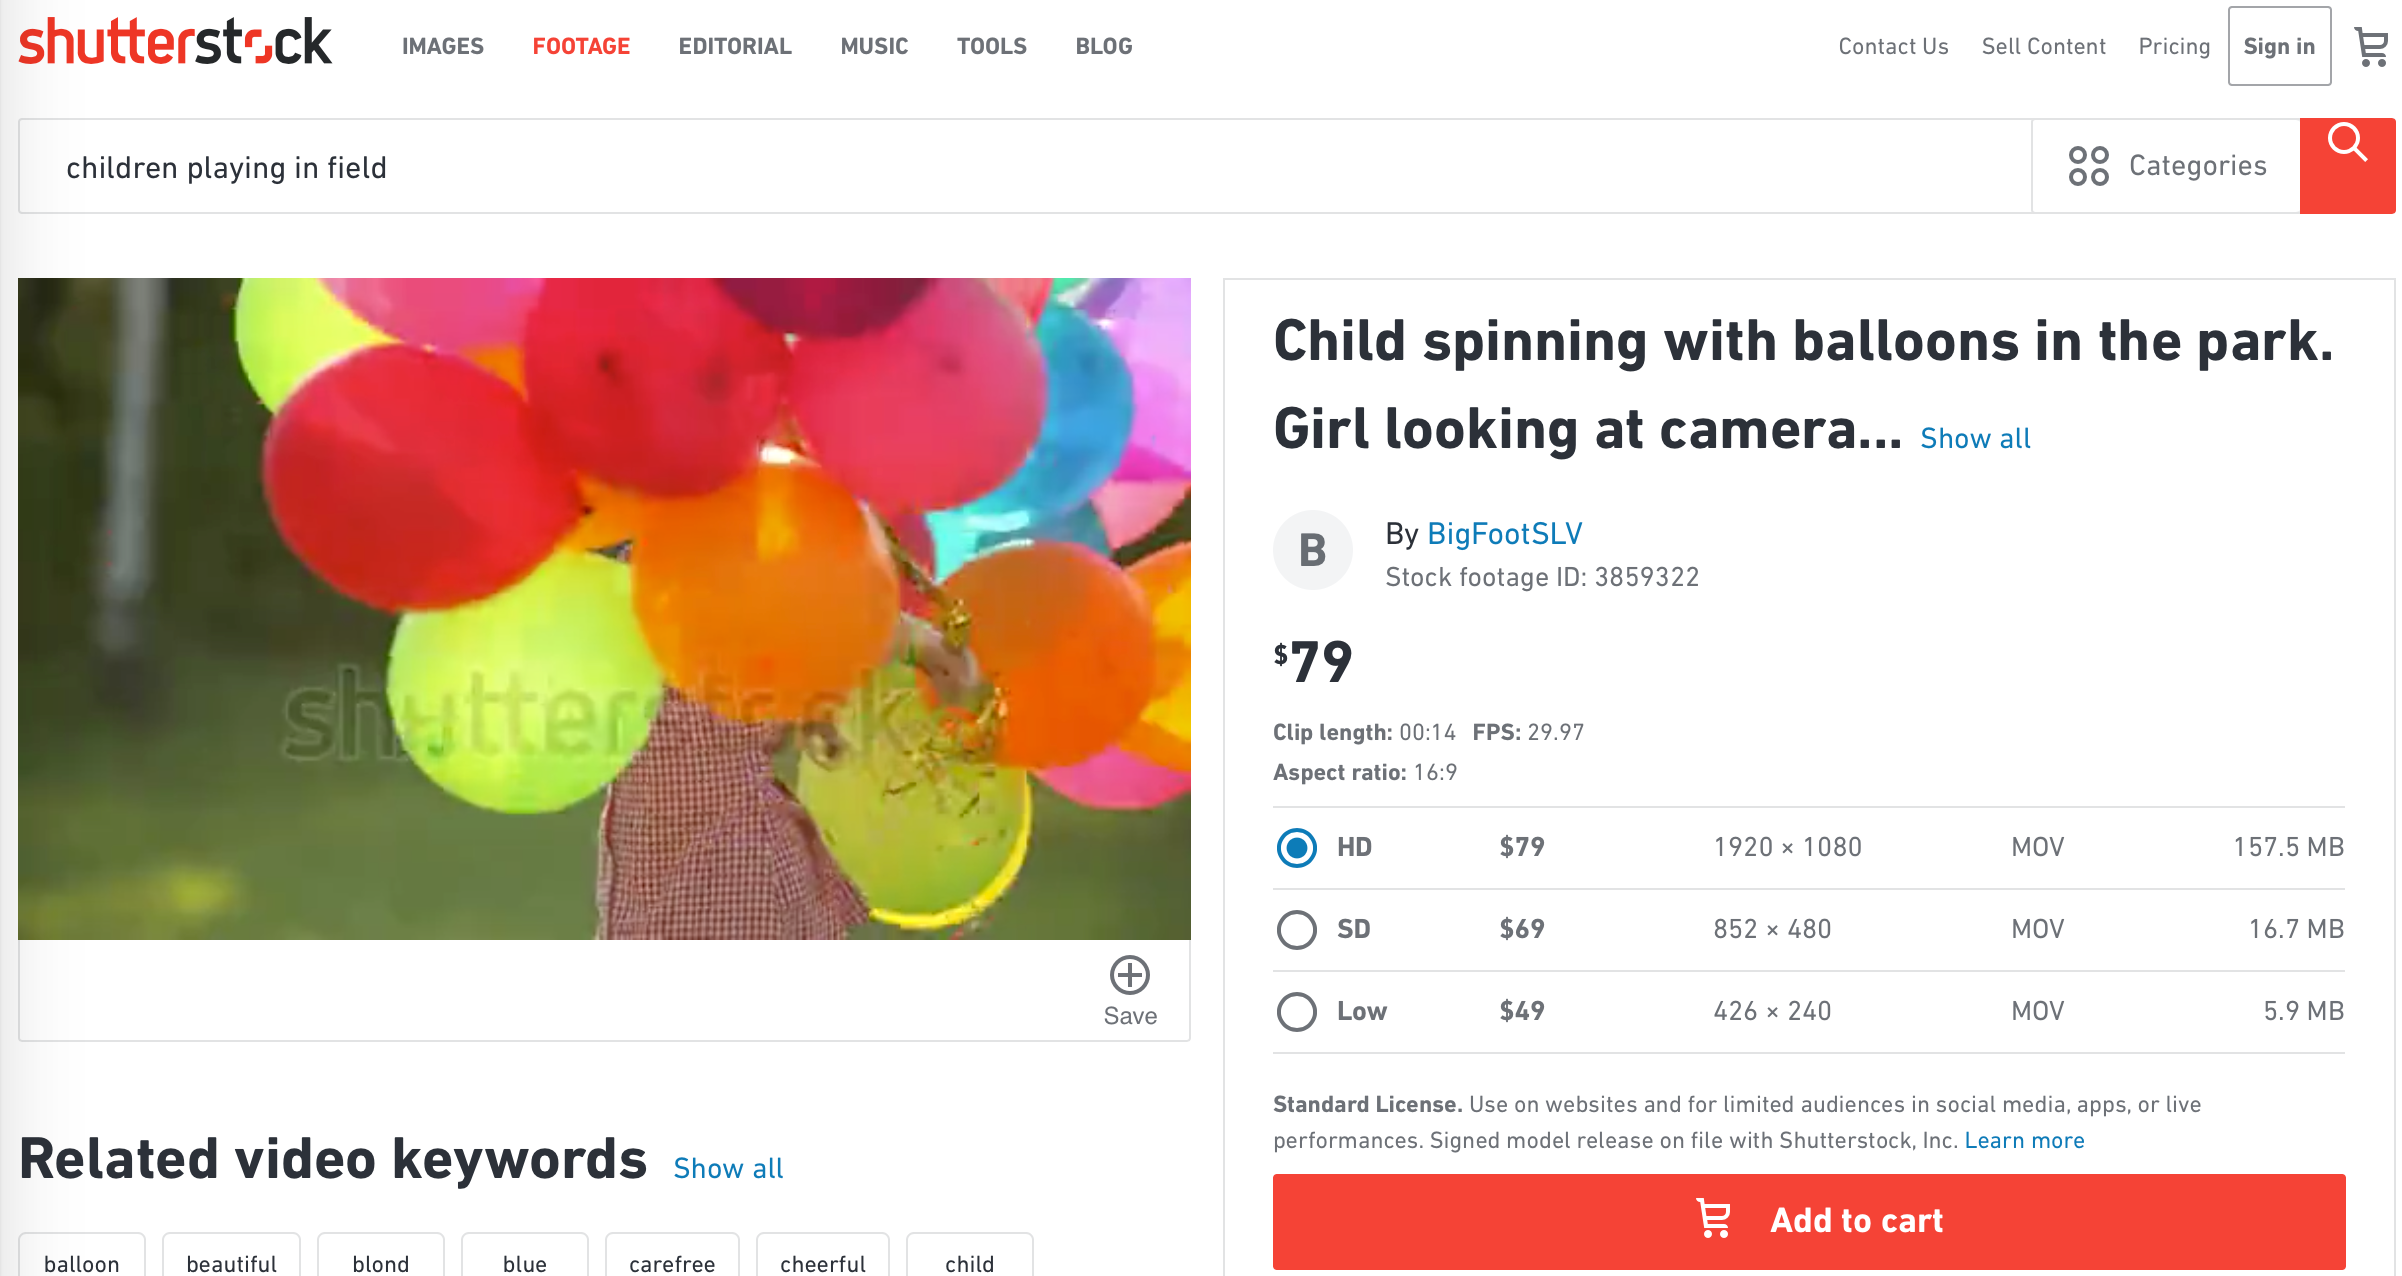 shutterstock
IMAGES FOOTAGE EDITORIAL MUSIC TOOLS BLOG
Contact Us Sell Content Pricing Sign in
children playing in field
Categories
shutterstock
Save
Child spinning with balloons in the park.
Girl looking at camera... Show all
B
By BigFootSLV
Stock footage ID: 3859322
$79
Clip length: 00:14 FPS: 29.97
Aspect ratio: 16:9
HD $79 1920 × 1080 MOV 157.5 MB
SD $69 852 × 480 MOV 16.7 MB
Low $49 426 × 240 MOV 5.9 MB
Standard License. Use on websites and for limited audiences in social media, apps, or live
performances. Signed model release on file with Shutterstock, Inc. Learn more
Add to cart
Related video keywords Show all
balloon beautiful blond blue carefree cheerful child